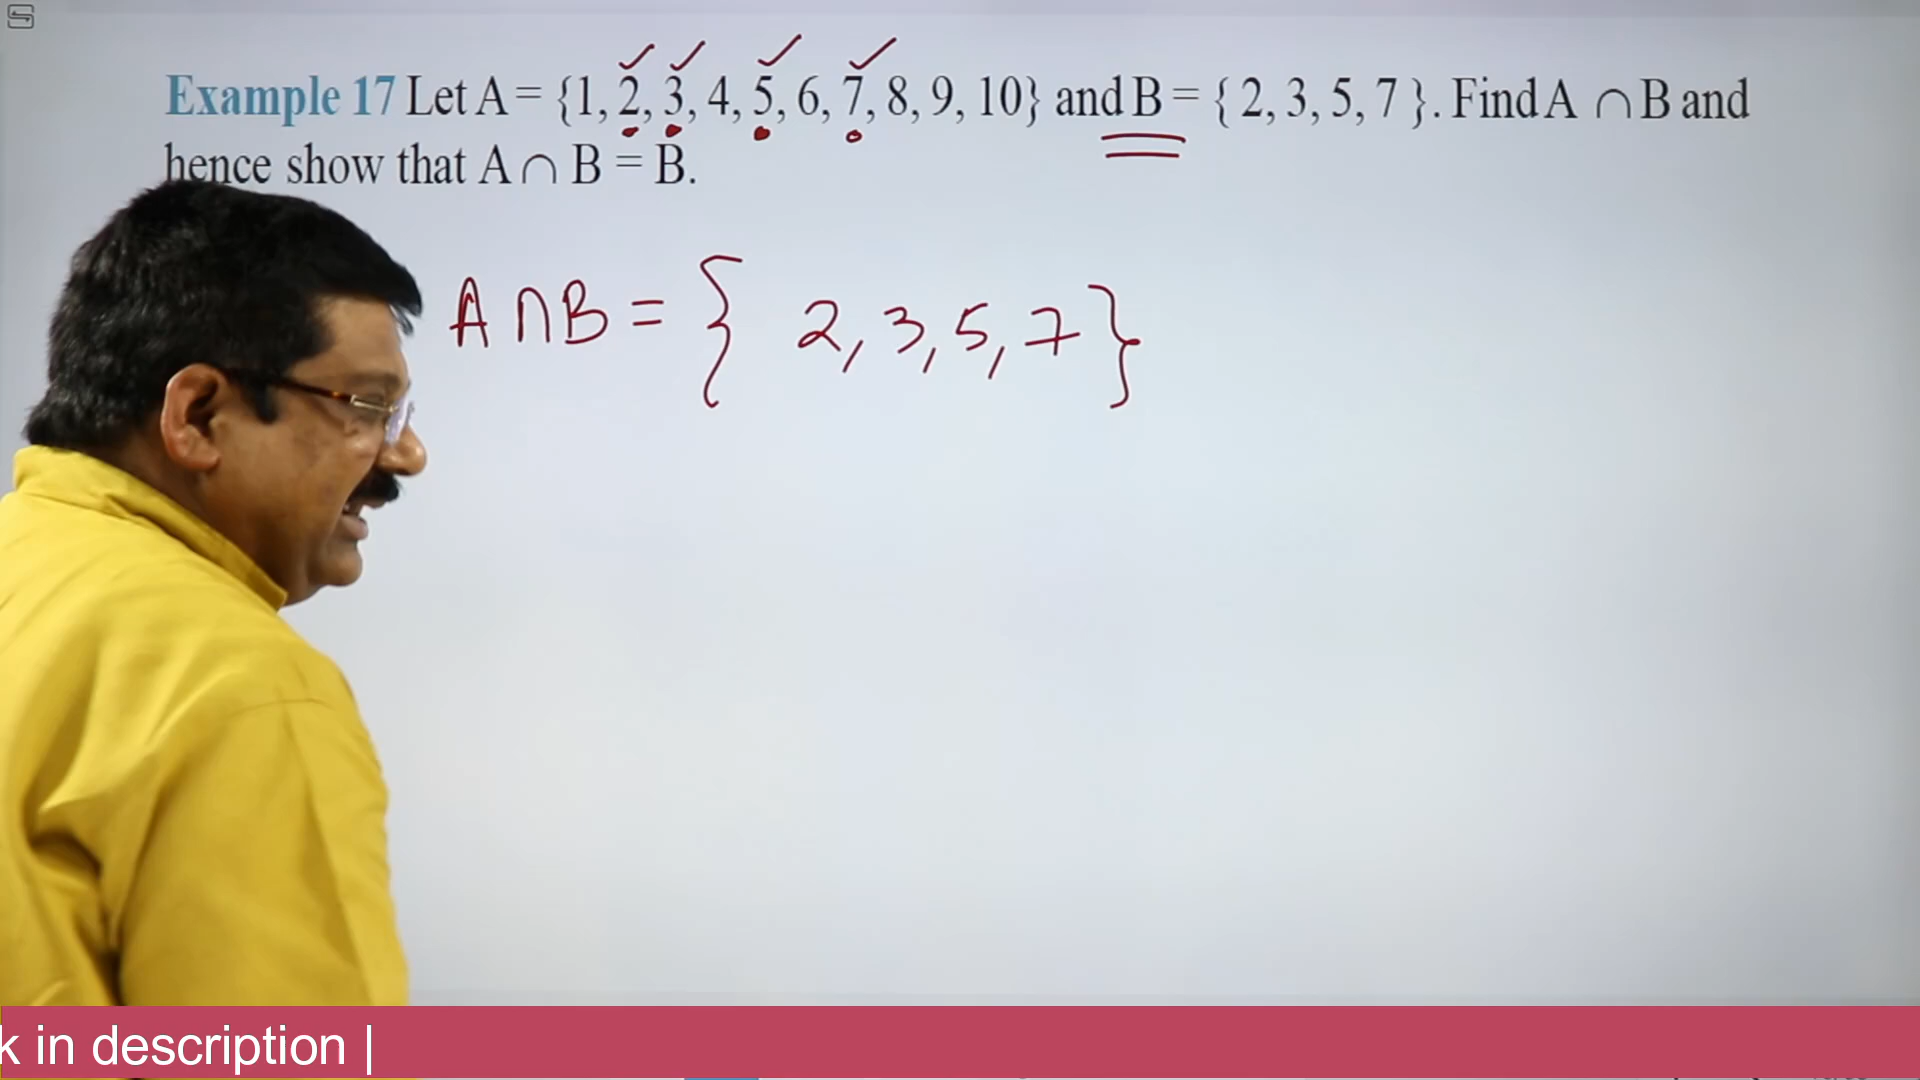 Example 17 Let A = {1, 2, 3, 4, 5, 6, 7, 8, 9, 10} and B = { 2, 3, 5, 7 }. Find A ∩ B and
hence show that A ∩ B = B.
A ∩ B = { 2, 3, 5, 7 }
k in description |